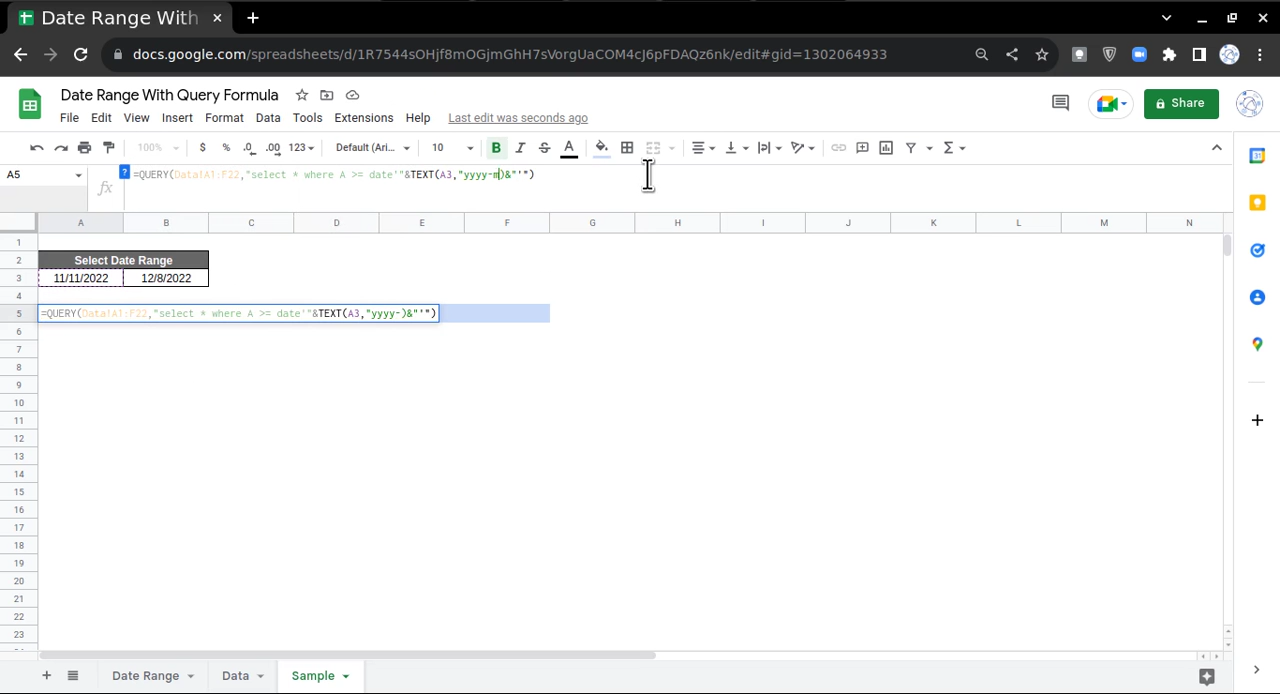 Date Range With
docs.google.com/spreadsheets/d/1R7544sOHjf8mOGjmGhH7sVorgUaCOM4cJ6pFDAQz6nk/edit#gid=1302064933
Date Range With Query Formula
File Edit View Insert Format Data Tools Extensions Help Last edit was seconds ago
Share
100% $ % .0 .00 123 Default (Ari... 10 B I S A
A5
fx
? =QUERY(Data!A1:F22,"select * where A >= date'"&TEXT(A3,"yyyy-m)&"'")
A B C D E F G H I J K L M N
1
2 Select Date Range
3 11/11/2022 12/8/2022
4
5 =QUERY(Data!A1:F22,"select * where A >= date'"&TEXT(A3,"yyyy-)&"'")
6
7
8
9
10
11
12
13
14
15
16
17
18
19
20
21
22
23
Date Range Data Sample